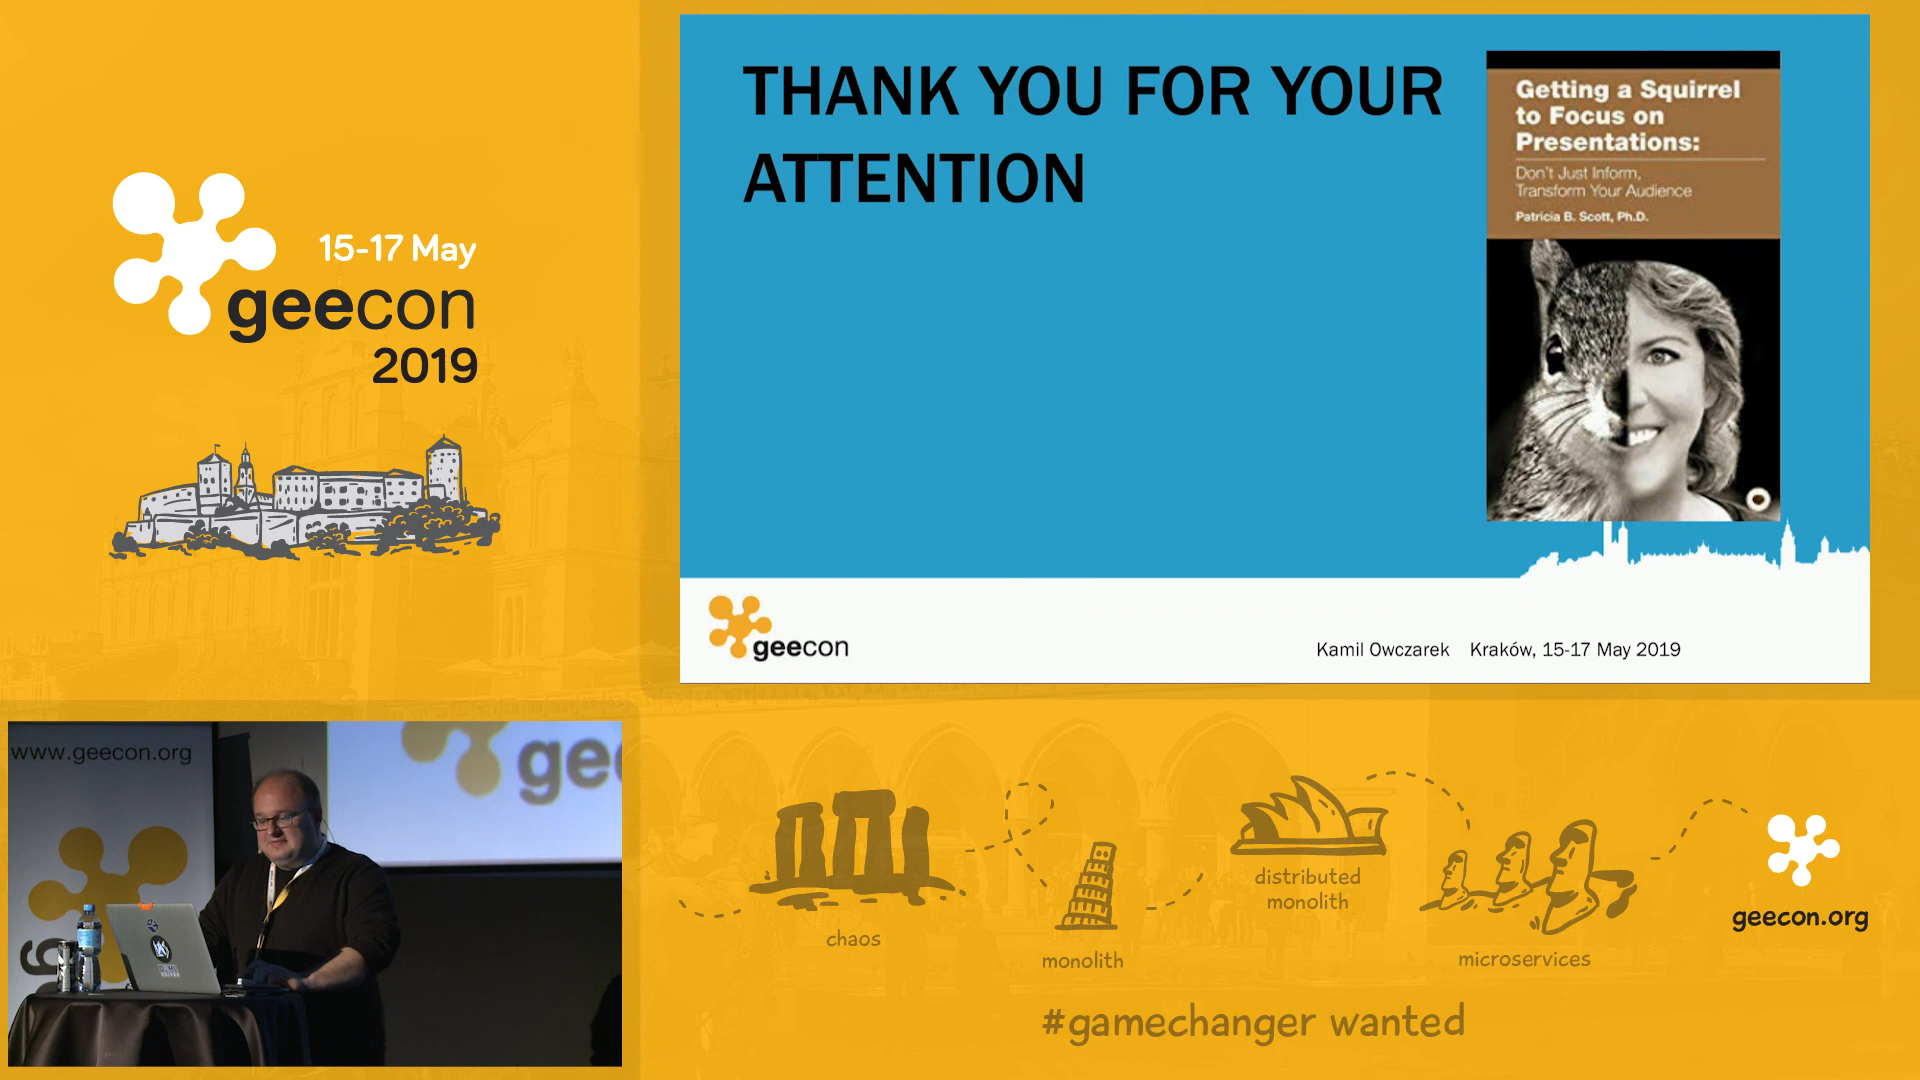 15-17 May
geecon
2019
THANK YOU FOR YOUR
ATTENTION
Getting a Squirrel
to Focus on
Presentations:
Don't Just Inform,
Transform Your Audience
Patricia B. Scott, Ph.D.
geecon
Kamil Owczarek Kraków, 15-17 May 2019
www.geecon.org
gee
g
chaos
monolith
distributed
monolith
microservices
geecon.org
#gamechanger wanted